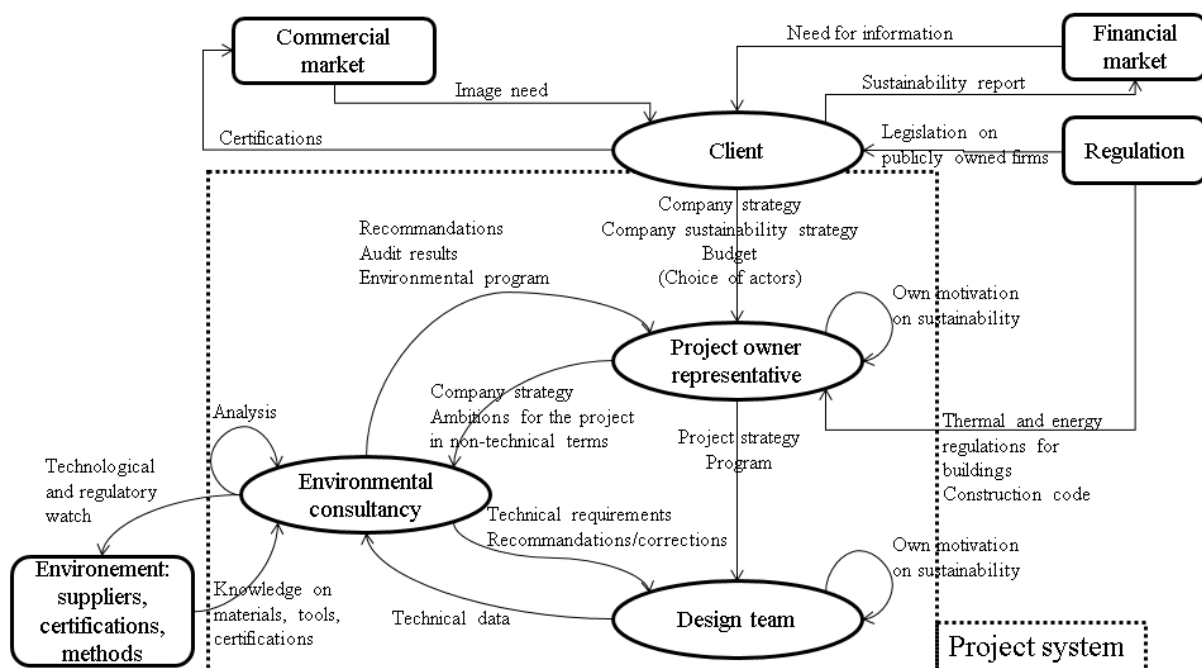 Commercial
market
Need for information
Financial
market
Image need
Sustainability report
Certifications
Client
Legislation on
publicly owned firms
Regulation
Company strategy
Company sustainability strategy
Budget
(Choice of actors)
Recommandations
Audit results
Environmental program
Own motivation
on sustainability
Project owner
representative
Company strategy
Ambitions for the project
in non-technical terms
Analysis
Project strategy
Program
Thermal and energy
regulations for
buildings
Construction code
Technological
and regulatory
watch
Environmental
consultancy
Technical requirements
Recommandations/corrections
Own motivation
on sustainability
Environement:
suppliers,
certifications,
methods
Knowledge on
materials, tools,
certifications
Technical data
Design team
Project system